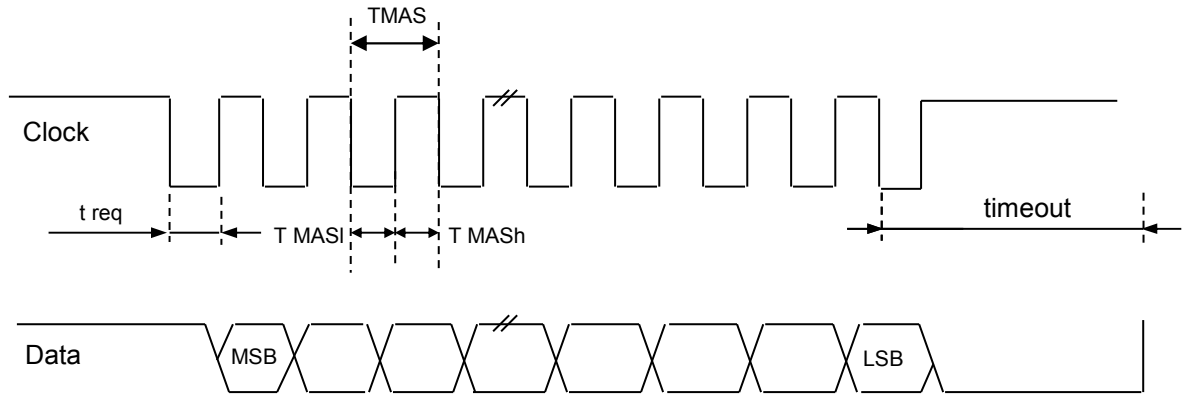 TMAS
Clock
t req
T MASl
T MASh
timeout
Data
MSB
LSB